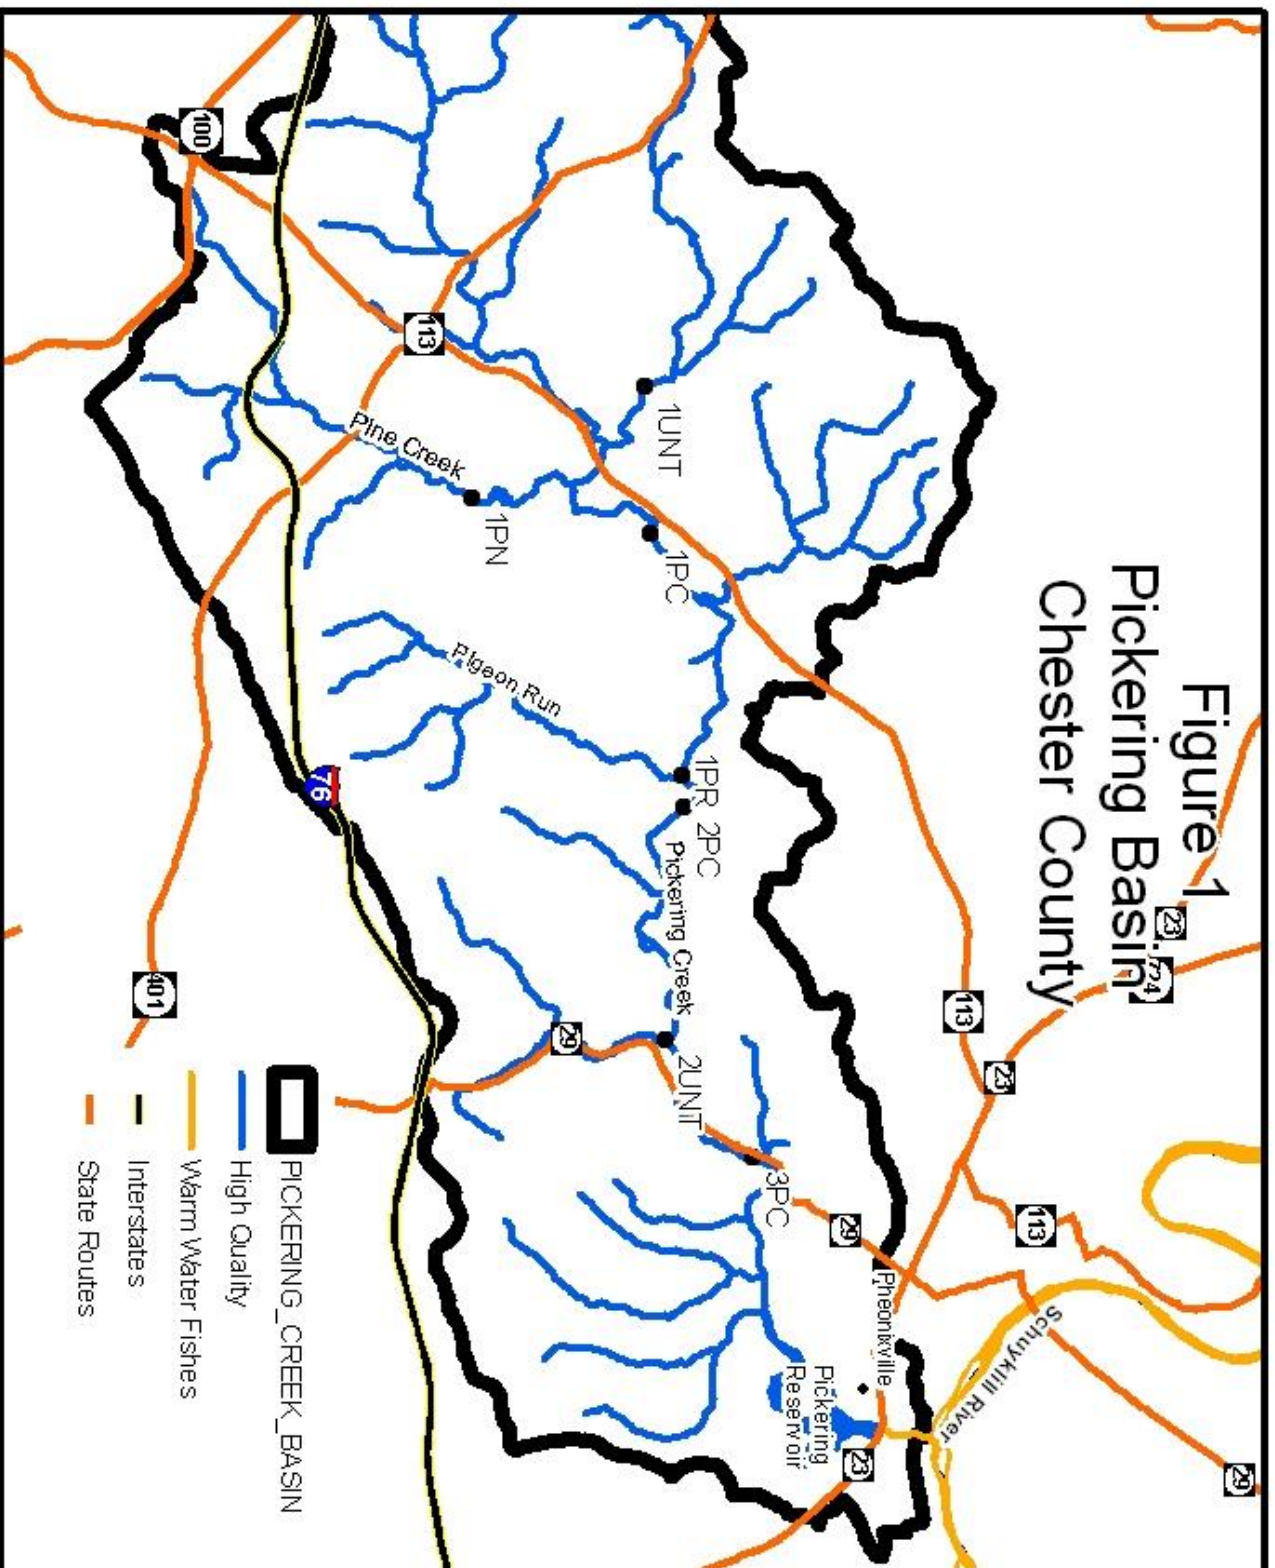 Figure 1
Pickering Basin
Chester County
23
724
113
23
113
29
Schuyklill River
29
Pheonixville
Pickering
Reservoir
23
3PC
2UNT
Pickering Creek
2PC
1PR
1PC
1UNT
1PN
Pine Creek
Pigeon Run
113
100
76
29
401
PICKERING_CREEK_BASIN
High Quality
Warm Water Fishes
Interstates
State Routes